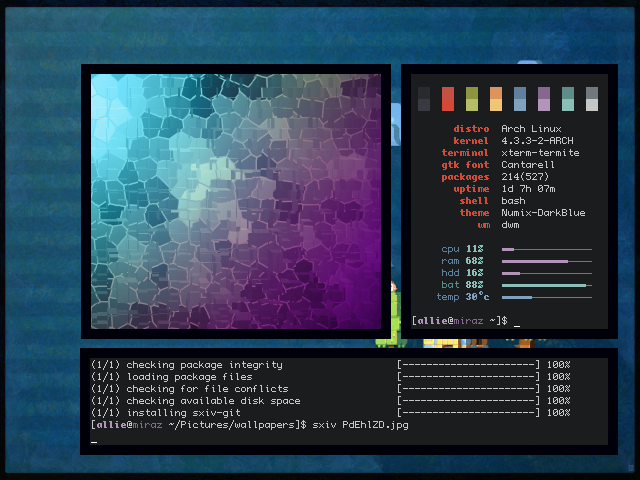 distro Arch Linux
kernel 4.3.3-2-ARCH
terminal xterm-termite
gtk font Cantarell
packages 214(527)
uptime 1d 7h 07m
shell bash
theme Numix-DarkBlue
wm dwm
cpu 11%
ram 68%
hdd 16%
bat 88%
temp 30°c
[allie@miraz ~]$ _
(1/1) checking package integrity [----------------------] 100%
(1/1) loading package files [----------------------] 100%
(1/1) checking for file conflicts [----------------------] 100%
(1/1) checking available disk space [----------------------] 100%
(1/1) installing sxiv-git [----------------------] 100%
[allie@miraz ~/Pictures/wallpapers]$ sxiv PdEhlZD.jpg
_